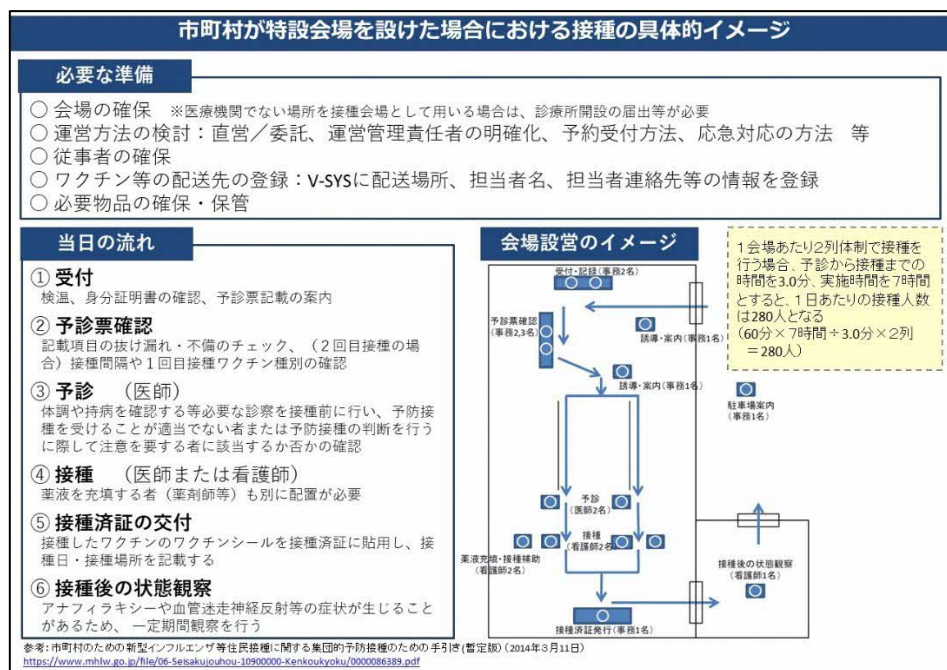 市町村が特設会場を設けた場合における接種の具体的イメージ
必要な準備
○ 会場の確保 ※医療機関でない場所を接種会場として用いる場合は、診療所開設の届出等が必要
○ 運営方法の検討：直営／委託、運営管理責任者の明確化、予約受付方法、応急対応の方法 等
○ 従事者の確保
○ ワクチン等の配送先の登録：V-SYSに配送場所、担当者名、担当者連絡先等の情報を登録
○ 必要物品の確保・保管
当日の流れ
① 受付
検温、身分証明書の確認、予診票記載の案内
② 予診票確認
記載項目の抜け漏れ・不備のチェック、（２回目接種の場
合）接種間隔や１回目接種ワクチン種別の確認
③ 予診 （医師）
体調や持病を確認する等必要な診察を接種前に行い、予防接
種を受けることが適当でない者または予防接種の判断を行う
に際して注意を要する者に該当するか否かの確認
④ 接種 （医師または看護師）
薬液を充填する者（薬剤師等）も別に配置が必要
⑤ 接種済証の交付
接種したワクチンのワクチンシールを接種済証に貼用し、接
種日・接種場所を記載する
⑥ 接種後の状態観察
アナフィラキシーや血管迷走神経反射等の症状が生じること
があるため、 一定期間観察を行う
会場設営のイメージ
受付・記録（事務２名）
予診票確認
（事務2,3名）
誘導・案内（事務１名）
誘導・案内（事務１名）
駐車場案内
（事務１名）
予診
（医師２名）
接種
（看護師２名）
薬液充填・接種補助
（看護師２名）
接種後の状態観察
（看護師１名）
接種済証発行（事務１名）
１会場あたり２列体制で接種を
行う場合、予診から接種までの
時間を3.0分、実施時間を７時間
とすると、１日あたりの接種人数
は280人となる
（60分×７時間÷3.0分×２列
＝280人）
参考：市町村のための新型インフルエンザ等住民接種に関する集団的予防接種のための手引き（暫定版）（2014年３月11日）
https://www.mhlw.go.jp/file/06-Seisakujouhou-10900000-Kenkoukyoku/0000086389.pdf